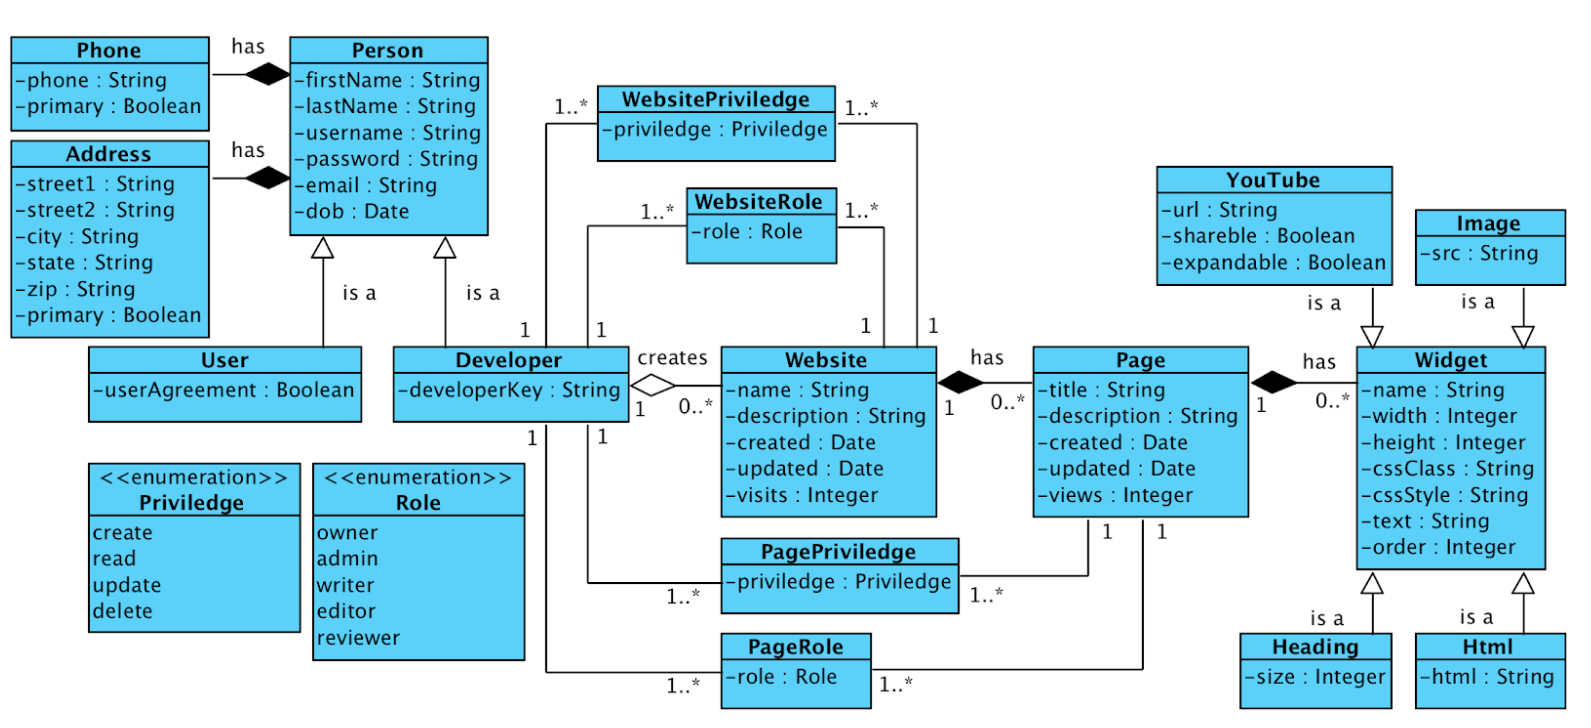 Phone
-phone : String
-primary : Boolean
has
Person
-firstName : String
-lastName : String
-username : String
-password : String
-email : String
-dob : Date
Address
-street1 : String
-street2 : String
-city : String
-state : String
-zip : String
-primary : Boolean
has
is a
is a
User
-userAgreement : Boolean
Developer
-developerKey : String
WebsitePriviledge
-priviledge : Priviledge
1..*
1..*
WebsiteRole
-role : Role
1..*
1..*
1
1
1
1
creates
1
0..*
Website
-name : String
-description : String
-created : Date
-updated : Date
-visits : Integer
has
1
0..*
Page
-title : String
-description : String
-created : Date
-updated : Date
-views : Integer
has
1
0..*
Widget
-name : String
-width : Integer
-height : Integer
-cssClass : String
-cssStyle : String
-text : String
-order : Integer
YouTube
-url : String
-shareble : Boolean
-expandable : Boolean
is a
Image
-src : String
is a
<<enumeration>>
Priviledge
create
read
update
delete
<<enumeration>>
Role
owner
admin
writer
editor
reviewer
1
1
PagePriviledge
-priviledge : Priviledge
1..*
1..*
1
1
PageRole
-role : Role
1..*
1..*
is a
Heading
-size : Integer
is a
Html
-html : String